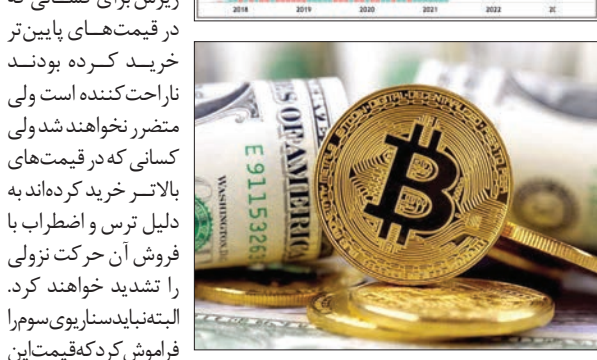 ریزش برای کسانی که
در قیمت‌های پایین‌تر
خرید کرده بودند
ناراحت‌کننده است ولی
متضرر نخواهند شد ولی
کسانی که در قیمت‌های
بالاتر خرید کرده‌اند به
دلیل ترس و اضطراب با
فروش آن حرکت نزولی
را تشدید خواهند کرد.
البته نباید سناریوی سوم را
فراموش کرد که قیمت این
2018 2019 2020 2021 2022
S OF AMERICA
E 9115326
WASHINGTON, D.C.
DIGITAL DECENTRALIZED
B